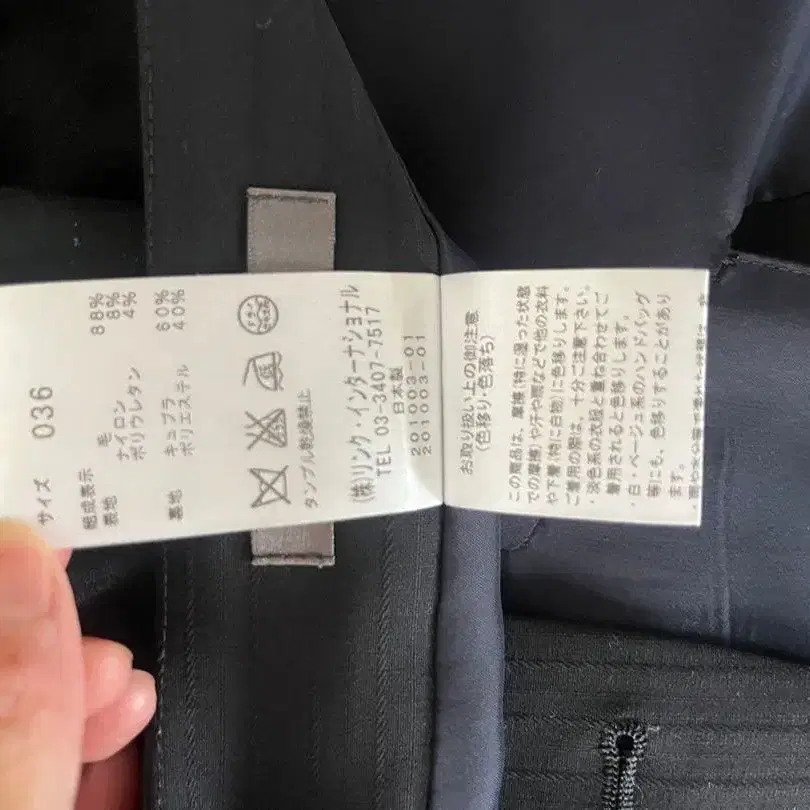 サイズ 036
組成表示
表地 毛 88%
ナイロン 8%
ポリウレタン 4%
裏地 キュプラ 60%
ポリエステル 40%
ドライ
タンブル乾燥禁止
(株)リンク・インターナショナル
TEL 03-3407-7517
日本製
201003-01
201003-01
お取り扱い上の御注意
(色移り・色落ち)
この商品は、摩擦(特に湿った状態
での摩擦)や汗や雨などで他の衣料
や下着(特に白物)に色移りします。
ご着用の際は、十分ご注意下さい。
・淡色系の衣服と重ね合わせてご
着用されると色移りします。
・白・ベージュ系のハンドバッグ
等にも、色移りすることがあり
ます。